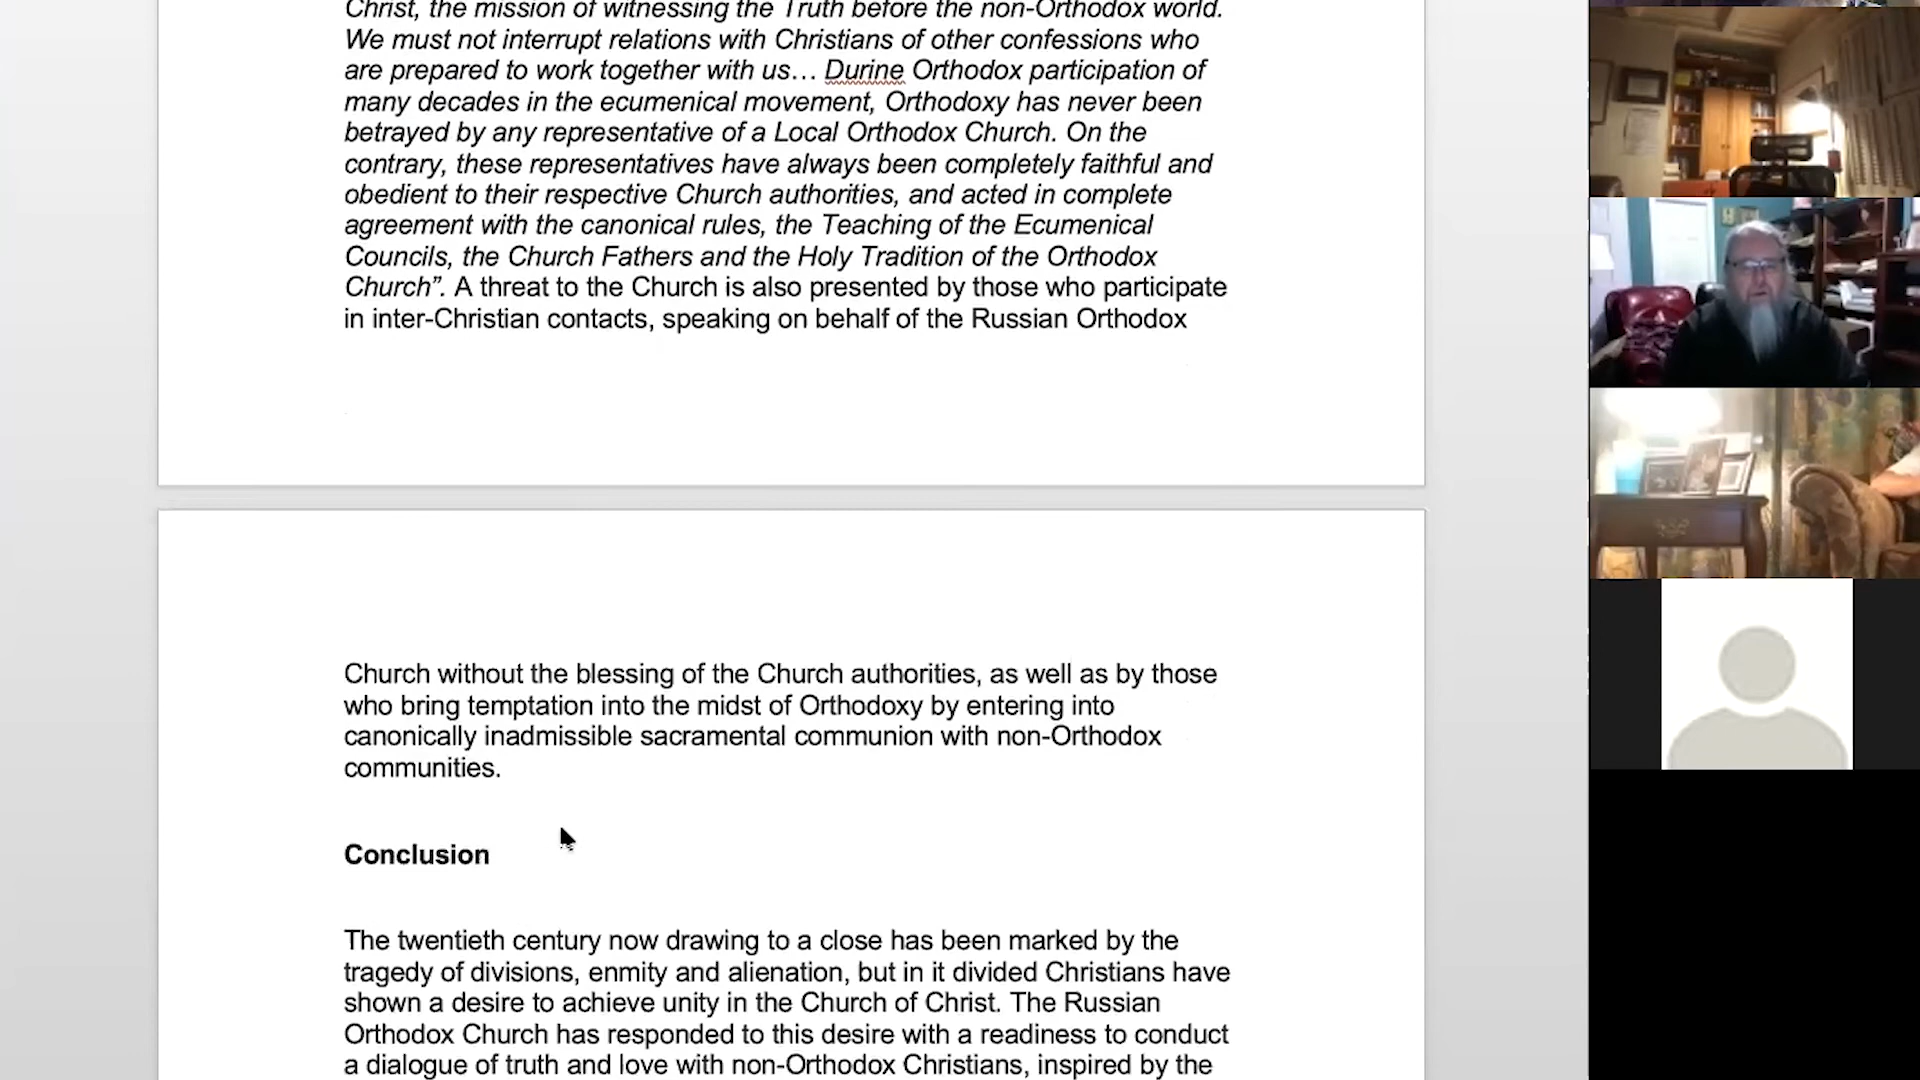 Christ, the mission of witnessing the Truth before the non-Orthodox world.
We must not interrupt relations with Christians of other confessions who
are prepared to work together with us… Durine Orthodox participation of
many decades in the ecumenical movement, Orthodoxy has never been
betrayed by any representative of a Local Orthodox Church. On the
contrary, these representatives have always been completely faithful and
obedient to their respective Church authorities, and acted in complete
agreement with the canonical rules, the Teaching of the Ecumenical
Councils, the Church Fathers and the Holy Tradition of the Orthodox
Church”. A threat to the Church is also presented by those who participate
in inter-Christian contacts, speaking on behalf of the Russian Orthodox
Church without the blessing of the Church authorities, as well as by those
who bring temptation into the midst of Orthodoxy by entering into
canonically inadmissible sacramental communion with non-Orthodox
communities.
Conclusion
The twentieth century now drawing to a close has been marked by the
tragedy of divisions, enmity and alienation, but in it divided Christians have
shown a desire to achieve unity in the Church of Christ. The Russian
Orthodox Church has responded to this desire with a readiness to conduct
a dialogue of truth and love with non-Orthodox Christians, inspired by the